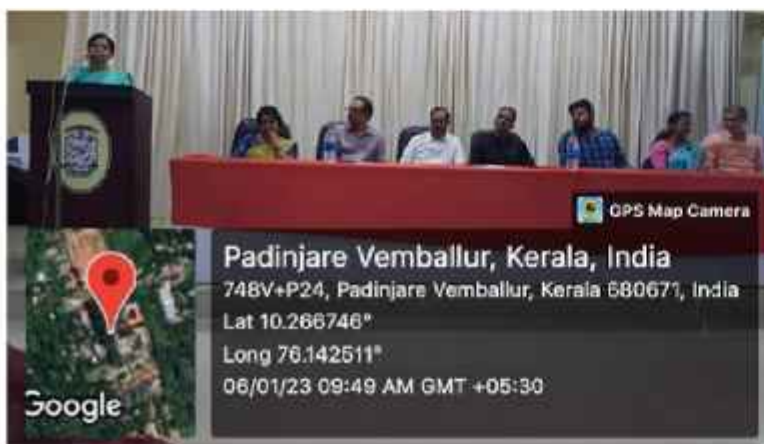 GPS Map Camera
Padinjare Vemballur, Kerala, India
748V+P24, Padinjare Vemballur, Kerala 680671, India
Lat 10.266746°
Long 76.142511°
06/01/23 09:49 AM GMT +05:30
Google